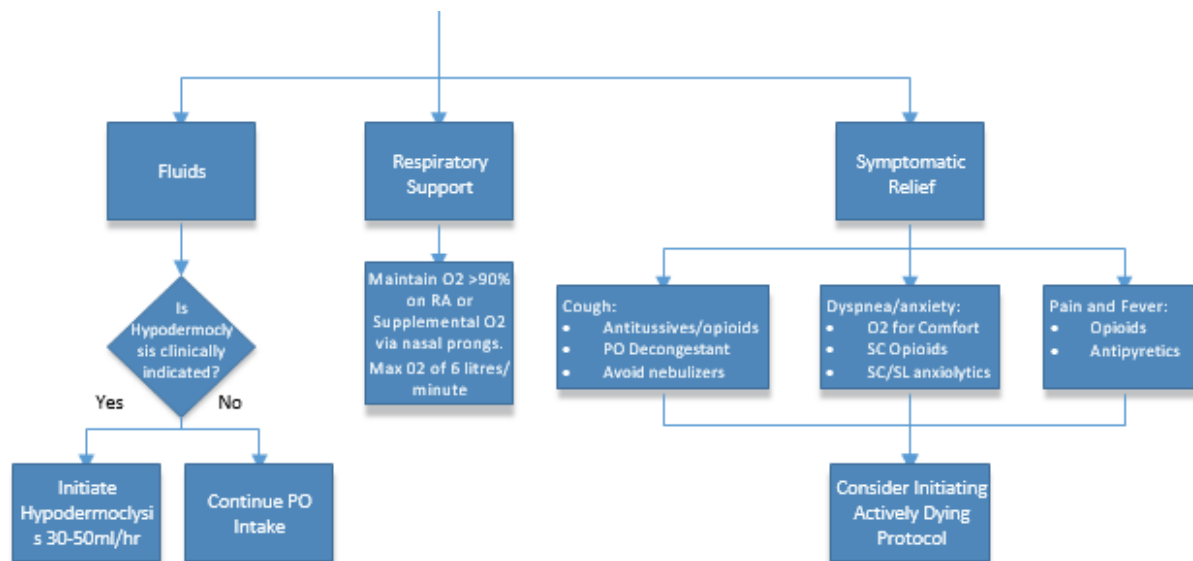 Fluids
Respiratory
Support
Symptomatic
Relief
Is
Hypodermocly
sis clinically
indicated?
Yes
No
Initiate
Hypodermoclysi
s 30-50ml/hr
Continue PO
Intake
Maintain O2 >90%
on RA or
Supplemental O2
via nasal prongs.
Max 02 of 6 litres/
minute
Cough:
• Antitussives/opioids
• PO Decongestant
• Avoid nebulizers
Dyspnea/anxiety:
• O2 for Comfort
• SC Opioids
• SC/SL anxiolytics
Pain and Fever:
• Opioids
• Antipyretics
Consider Initiating
Actively Dying
Protocol